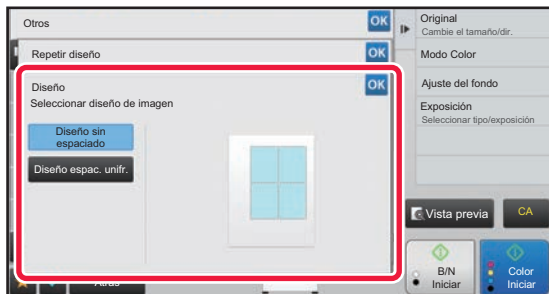 Otros
OK
Repetir diseño
OK
Diseño
OK
Seleccionar diseño de imagen
Diseño sin
espaciado
Diseño espac. unifr.
Atrás
Original
Cambie el tamaño/dir.
Modo Color
Ajuste del fondo
Exposición
Seleccionar tipo/exposición
Vista previa
CA
B/N
Iniciar
Color
Iniciar